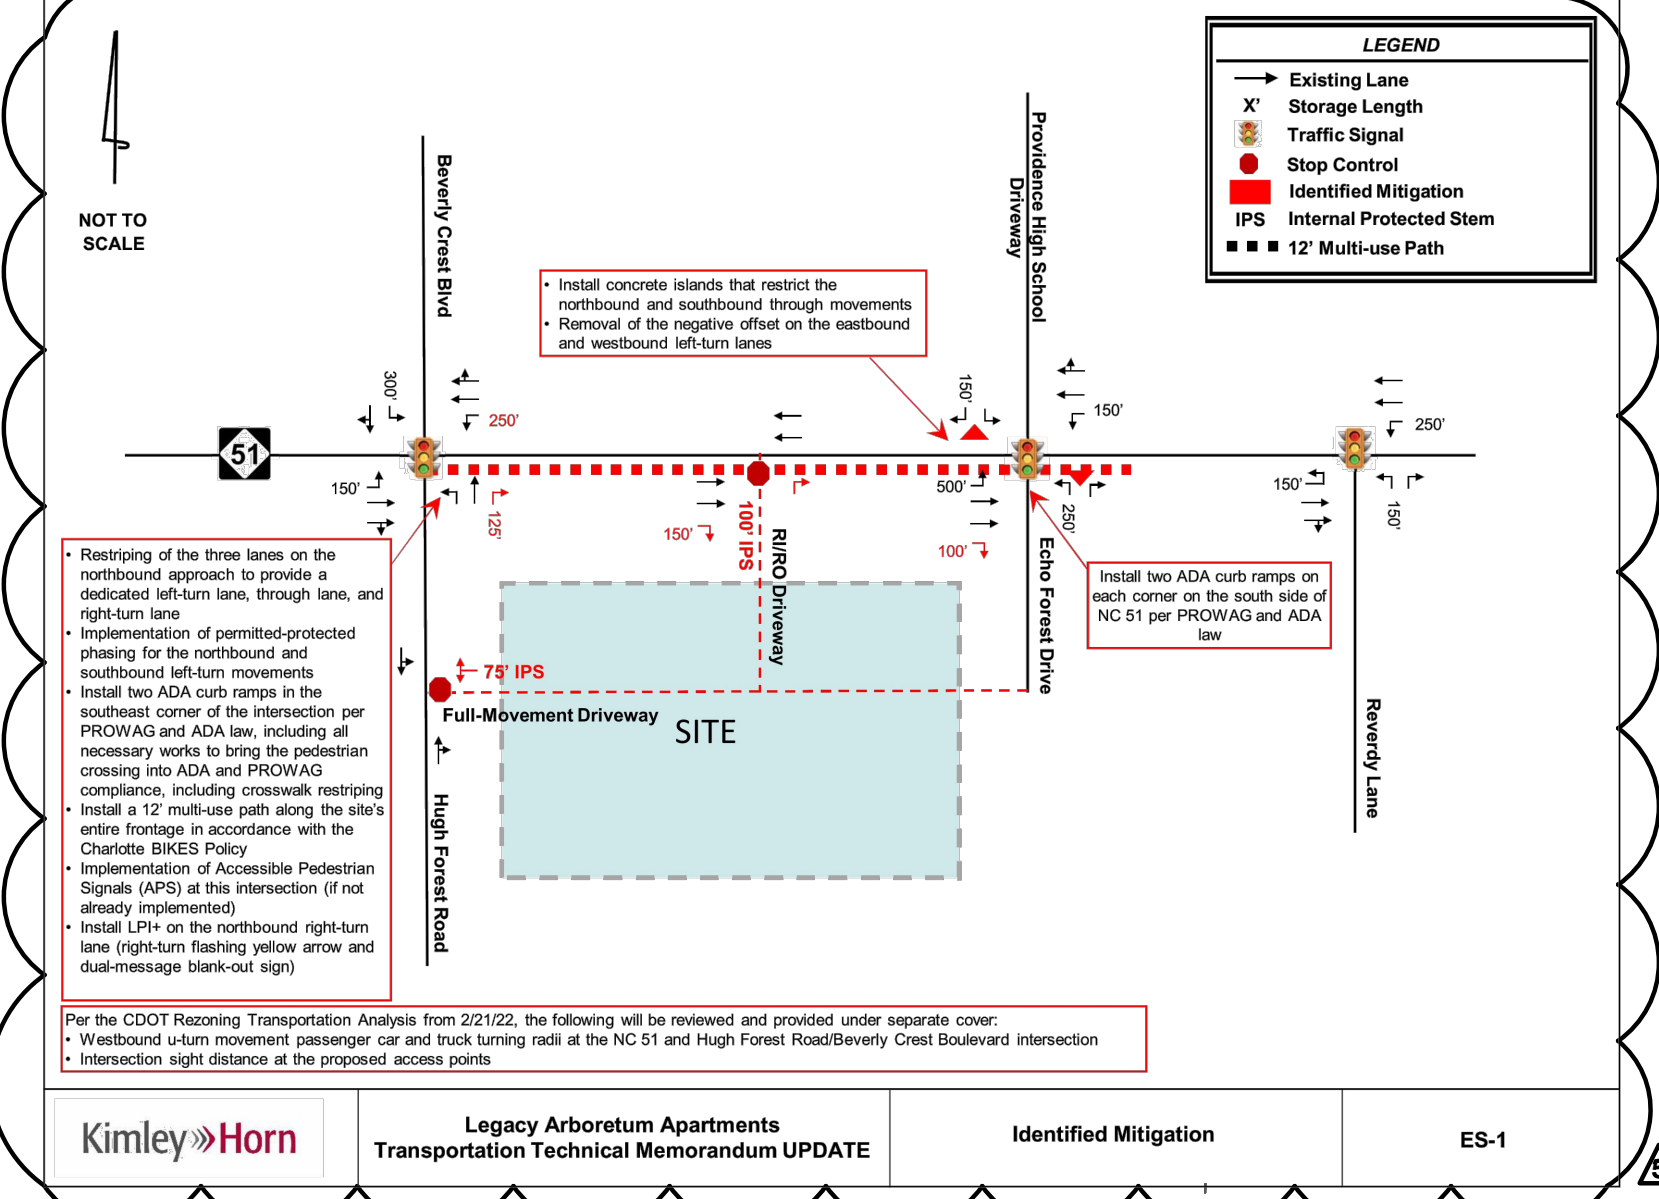 LEGEND
Existing Lane
X' Storage Length
Traffic Signal
Stop Control
Identified Mitigation
IPS Internal Protected Stem
12' Multi-use Path
NOT TO
SCALE
Beverly Crest Blvd
Providence High School
Driveway
• Install concrete islands that restrict the
northbound and southbound through movements
• Removal of the negative offset on the eastbound
and westbound left-turn lanes
300'
250'
150'
150'
250'
51
150'
125'
150'
100' IPS
RI/RO Driveway
500'
100'
250'
150'
150'
Echo Forest Drive
Install two ADA curb ramps on
each corner on the south side of
NC 51 per PROWAG and ADA
law
• Restriping of the three lanes on the
northbound approach to provide a
dedicated left-turn lane, through lane, and
right-turn lane
• Implementation of permitted-protected
phasing for the northbound and
southbound left-turn movements
• Install two ADA curb ramps in the
southeast corner of the intersection per
PROWAG and ADA law, including all
necessary works to bring the pedestrian
crossing into ADA and PROWAG
compliance, including crosswalk restriping
• Install a 12' multi-use path along the site's
entire frontage in accordance with the
Charlotte BIKES Policy
• Implementation of Accessible Pedestrian
Signals (APS) at this intersection (if not
already implemented)
• Install LPI+ on the northbound right-turn
lane (right-turn flashing yellow arrow and
dual-message blank-out sign)
75' IPS
Full-Movement Driveway
SITE
Hugh Forest Road
Reverdy Lane
Per the CDOT Rezoning Transportation Analysis from 2/21/22, the following will be reviewed and provided under separate cover:
• Westbound u-turn movement passenger car and truck turning radii at the NC 51 and Hugh Forest Road/Beverly Crest Boulevard intersection
• Intersection sight distance at the proposed access points
Kimley»Horn
Legacy Arboretum Apartments
Transportation Technical Memorandum UPDATE
Identified Mitigation
ES-1